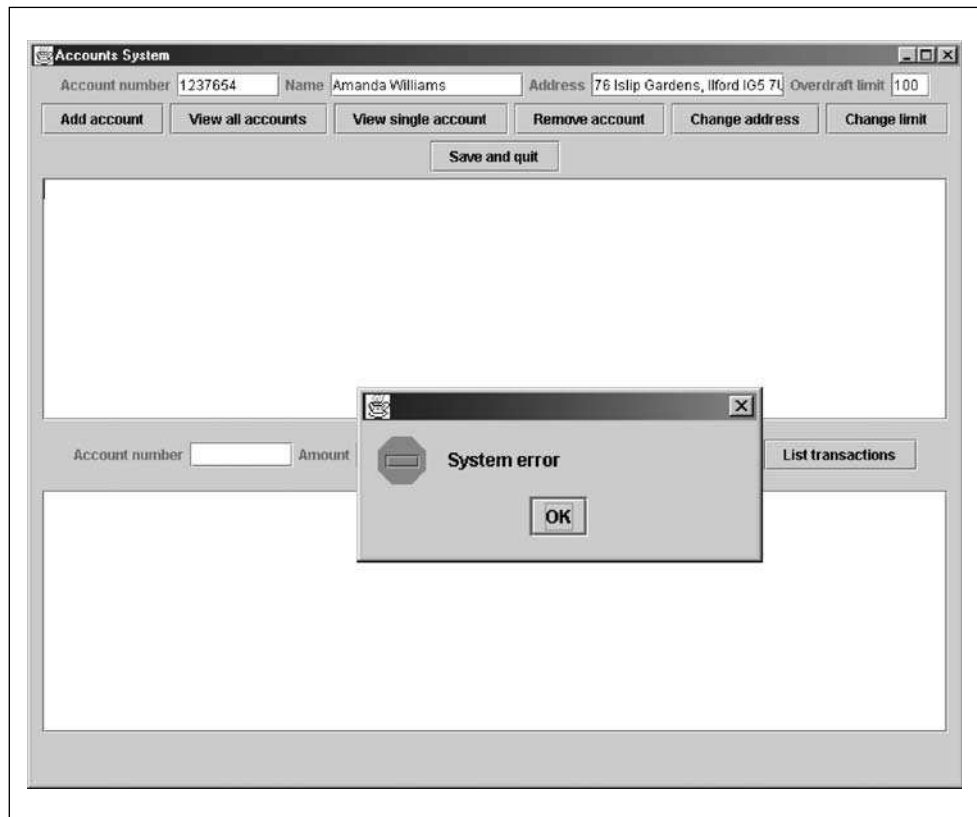 Accounts System
Account number 1237654 Name Amanda Williams Address 76 Islip Gardens, Ilford IG5 Overdraft limit 100
Add account View all accounts View single account Remove account Change address Change limit
Save and quit
Account number Amount List transactions
System error
OK